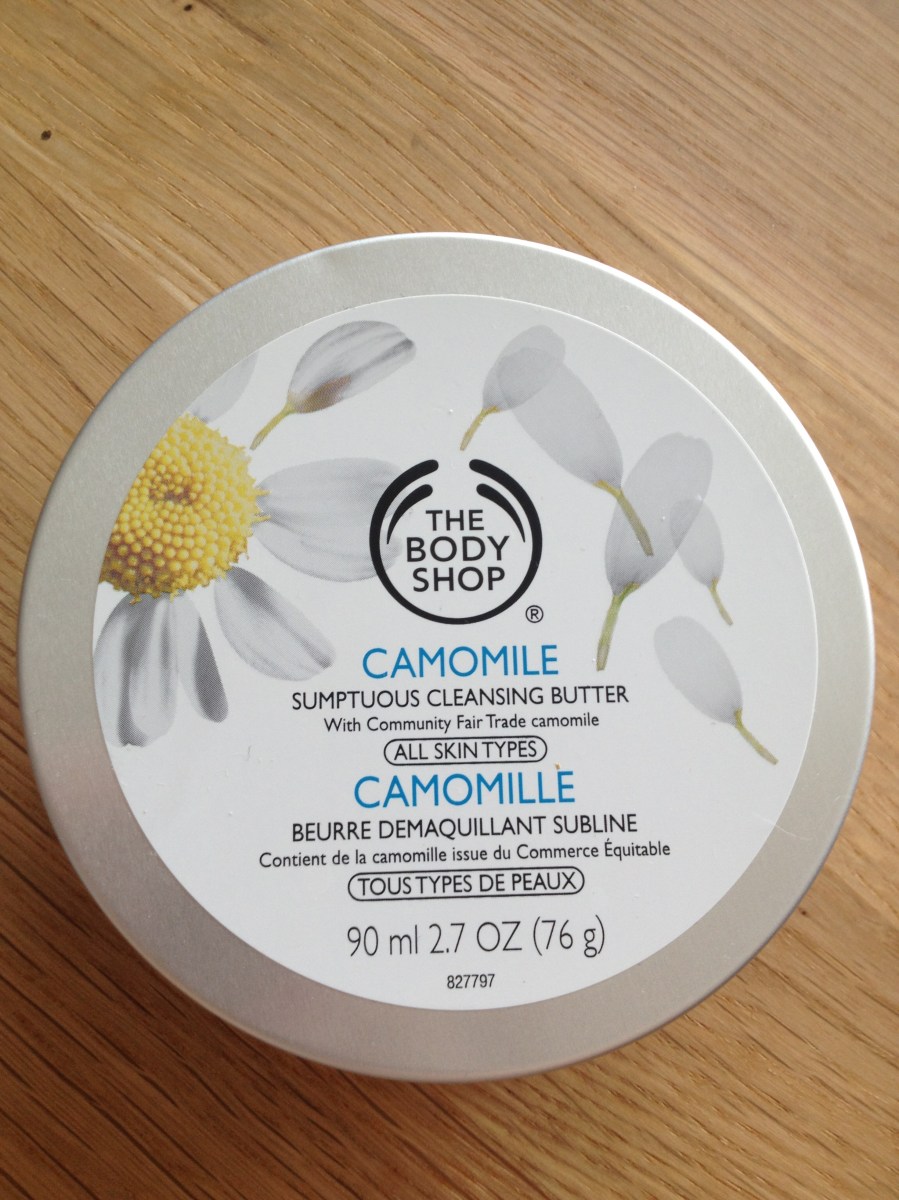 THE
BODY
SHOP
®
CAMOMILE
SUMPTUOUS CLEANSING BUTTER
With Community Fair Trade camomile
ALL SKIN TYPES
CAMOMILLE
BEURRE DEMAQUILLANT SUBLINE
Contient de la camomille issue du Commerce Équitable
TOUS TYPES DE PEAUX
90 ml 2.7 OZ (76 g)
827797